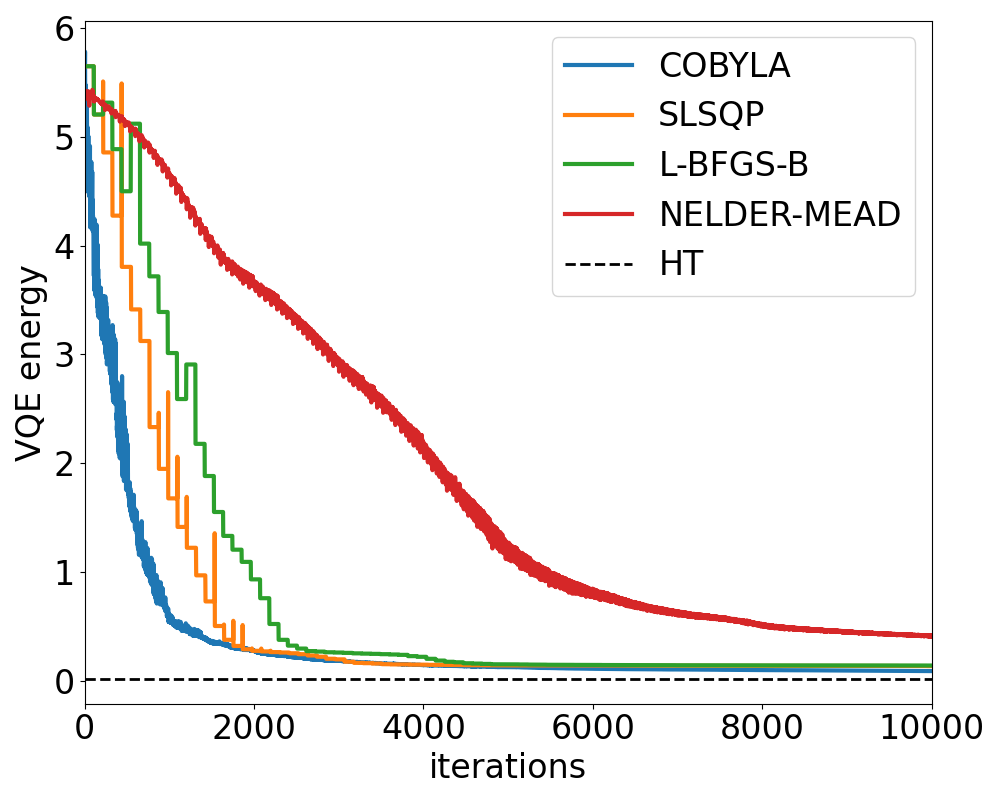 6
5
4
3
2
1
0
VQE energy
COBYLA
SLSQP
L-BFGS-B
NELDER-MEAD
HT
0 2000 4000 6000 8000 10000
iterations